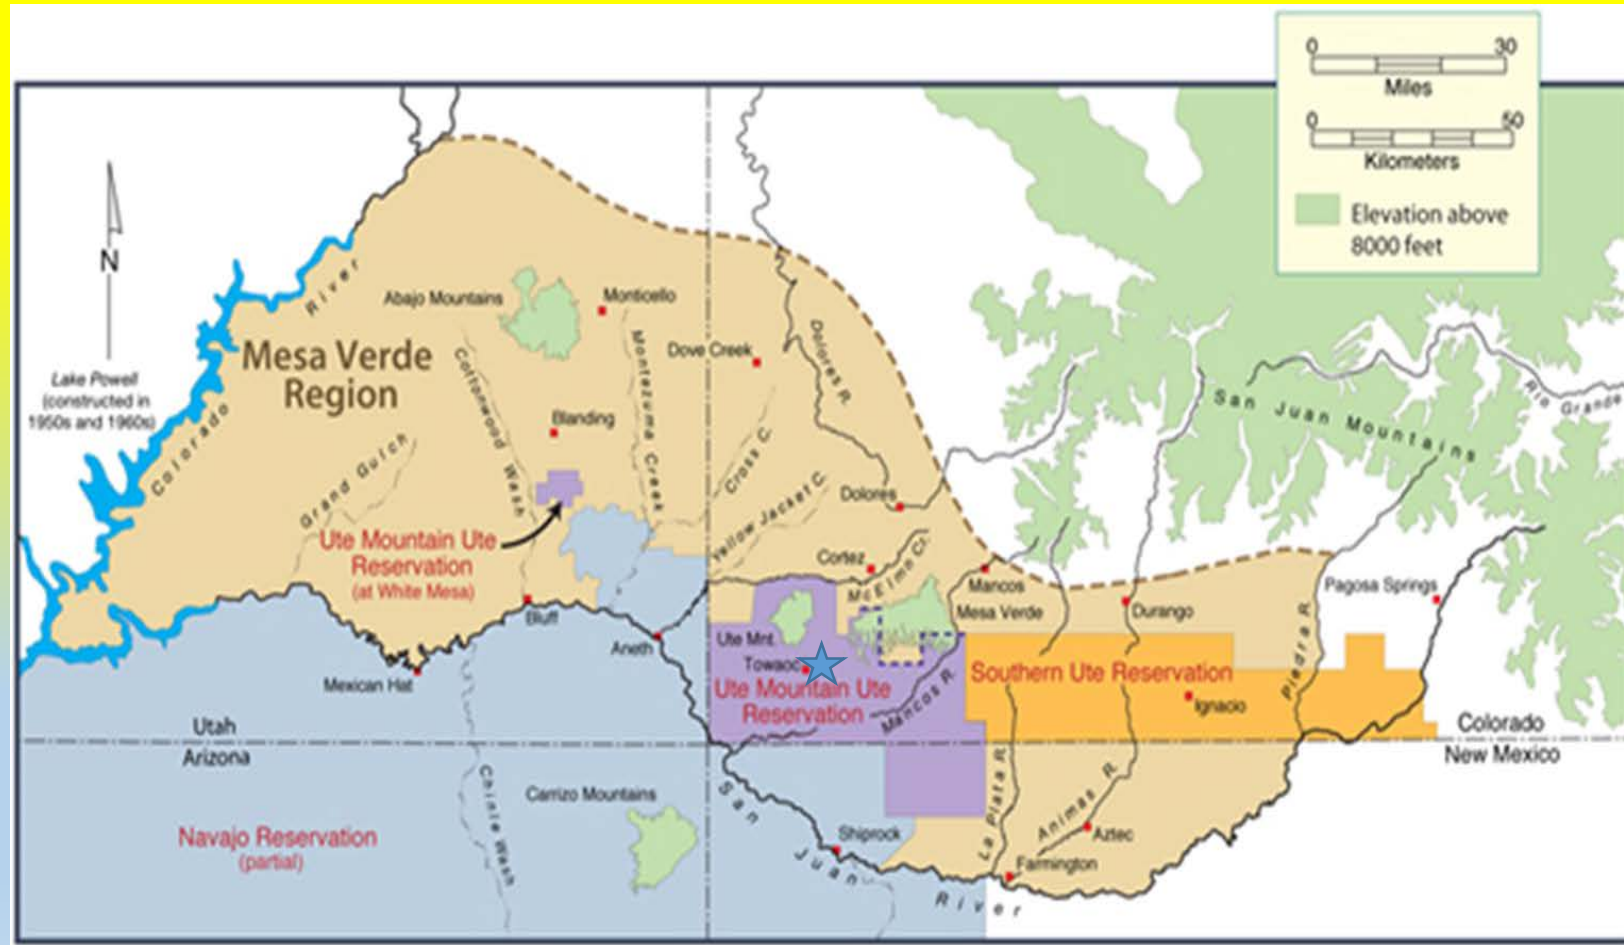 0 30
Miles
0 50
Kilometers
Elevation above
8000 feet
N
Lake Powell
(constructed in
1950s and 1960s)
Mesa Verde
Region
Colorado
River
Abajo Mountains
Monticello
Dove Creek
Dolores R.
Cottonwood Wash
Montezuma Creek
Blanding
Grand Gulch
Cross C.
Yellow Jacket C.
Dolores
San Juan Mountains
Rio Grande
Ute Mountain Ute
Reservation
(at White Mesa)
Cortez
McElmo Cr.
Mancos
Mesa Verde
Durango
Pagosa Springs
Piedra R.
Bluff
Aneth
Mexican Hat
Ute Mnt.
Towaoc
Ute Mountain Ute
Reservation
Mancos R.
Southern Ute Reservation
Ignacio
Utah
Arizona
Colorado
New Mexico
Chinle Wash
Carrizo Mountains
Navajo Reservation
(partial)
San
Juan
River
Shiprock
La Plata R.
Animas R.
Aztec
Farmington